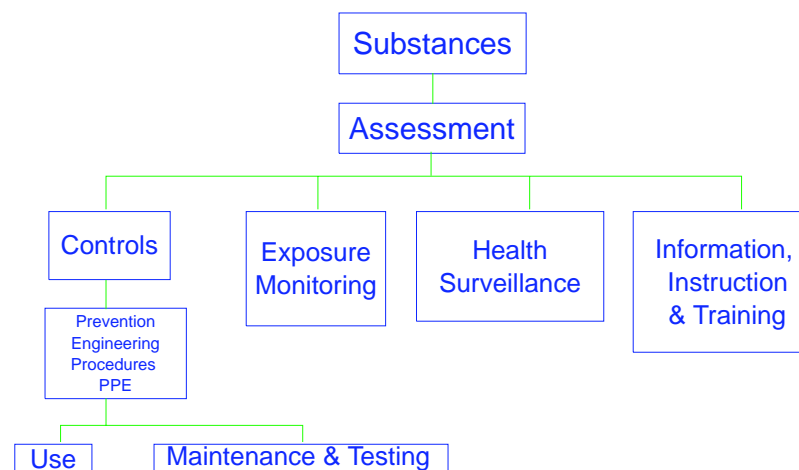 Substances
Assessment
Controls
Exposure
Monitoring
Health
Surveillance
Information,
Instruction
& Training
Prevention
Engineering
Procedures
PPE
Use
Maintenance & Testing